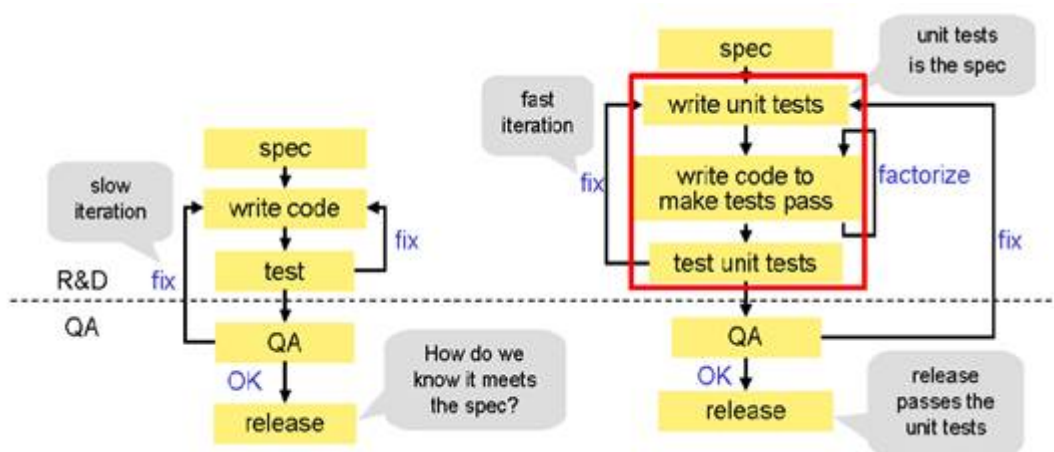 spec
write code
test
QA
release
slow
iteration
fix
fix
OK
How do we
know it meets
the spec?
R&D
QA
spec
write unit tests
write code to
make tests pass
test unit tests
QA
release
unit tests
is the spec
fast
iteration
fix
factorize
fix
OK
release
passes the
unit tests